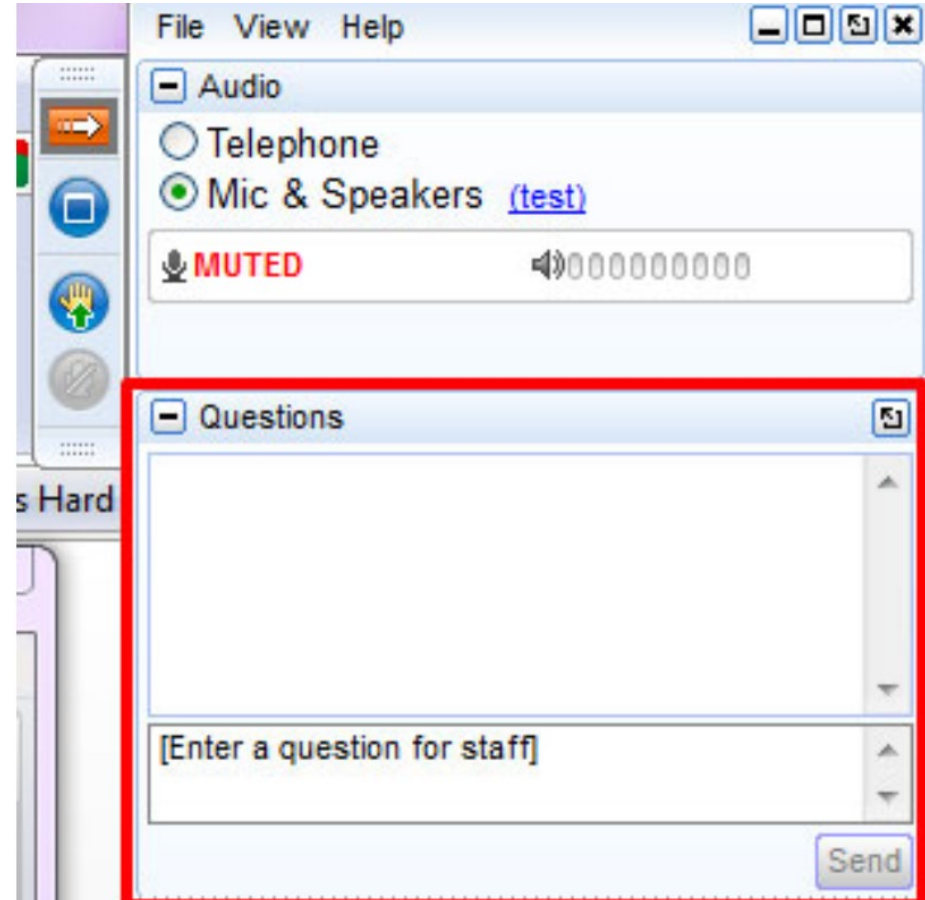 File View Help
Audio
Telephone
Mic & Speakers (test)
MUTED
s Hard
Questions
[Enter a question for staff]
Send